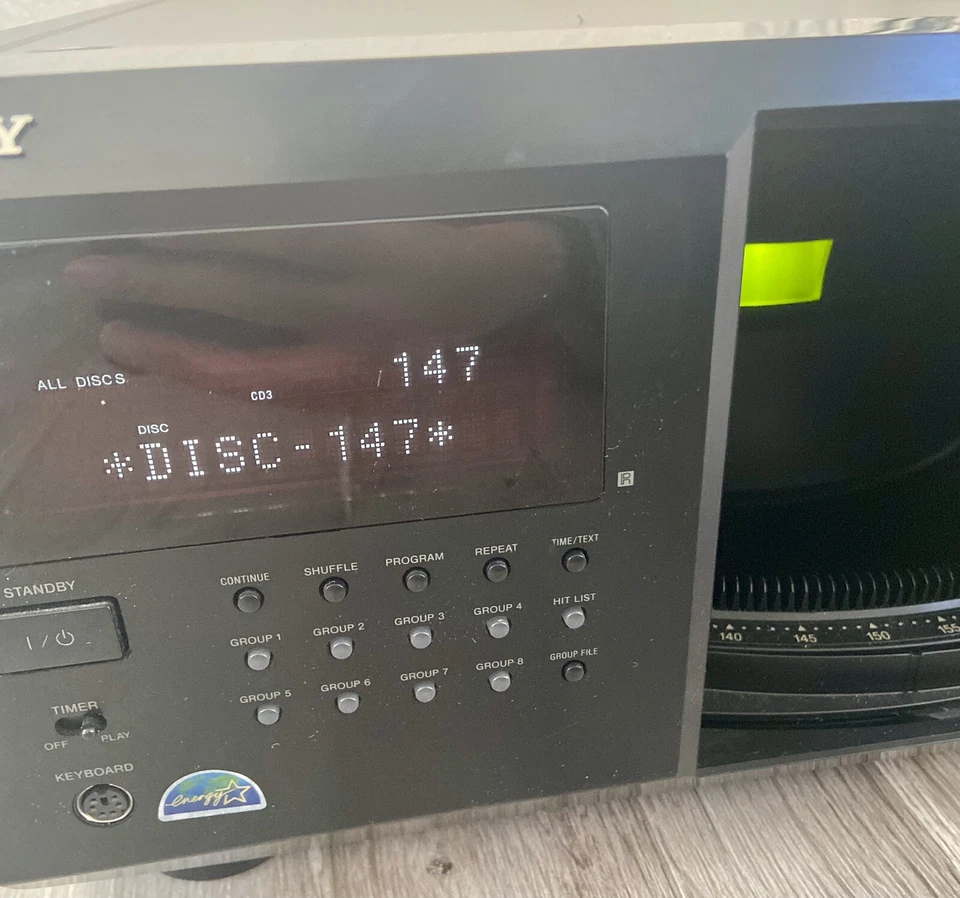 Y
147
ALL DISCS
CD3
DISC
*DISC-147*
R
STANDBY
CONTINUE SHUFFLE PROGRAM REPEAT TIME/TEXT
GROUP 1 GROUP 2 GROUP 3 GROUP 4 HIT LIST
GROUP 5 GROUP 6 GROUP 7 GROUP 8 GROUP FILE
140 145 150 155
TIMER
OFF PLAY
KEYBOARD
energy